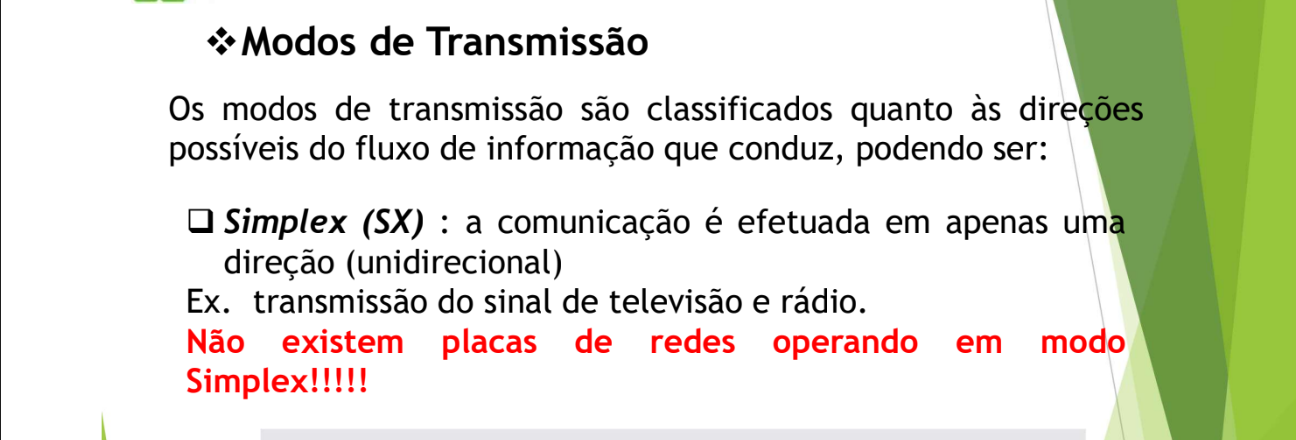 ❖Modos de Transmissão
Os modos de transmissão são classificados quanto às direções
possíveis do fluxo de informação que conduz, podendo ser:
❑ Simplex (SX) : a comunicação é efetuada em apenas uma
direção (unidirecional)
Ex. transmissão do sinal de televisão e rádio.
Não existem placas de redes operando em modo
Simplex!!!!!